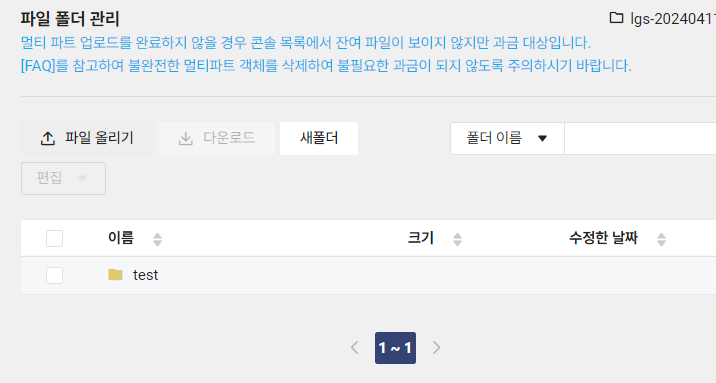 파일 폴더 관리
lgs-20240411
멀티 파트 업로드를 완료하지 않을 경우 콘솔 목록에서 잔여 파일이 보이지 않지만 과금 대상입니다.
[FAQ]를 참고하여 불완전한 멀티파트 객체를 삭제하여 불필요한 과금이 되지 않도록 주의하시기 바랍니다.
파일 올리기 다운로드 새폴더 폴더 이름
편집
이름 크기 수정한 날짜
test
1 ~ 1